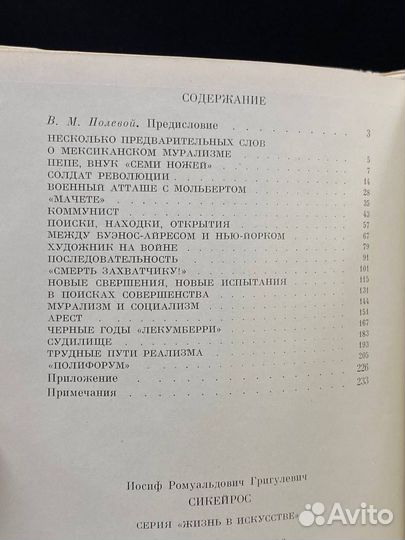 СОДЕРЖАНИЕ
В. М. Полевой. Предисловие . . . . . 3
НЕСКОЛЬКО ПРЕДВАРИТЕЛЬНЫХ СЛОВ
О МЕКСИКАНСКОМ МУРАЛИЗМЕ . . . . 5
ПЕПЕ, ВНУК «СЕМИ НОЖЕЙ» . . . . 7
СОЛДАТ РЕВОЛЮЦИИ . . . . . 14
ВОЕННЫЙ АТТАШЕ С МОЛЬБЕРТОМ . . . 28
«МАЧЕТЕ» . . . . . . 35
КОММУНИСТ . . . . . . 43
ПОИСКИ, НАХОДКИ, ОТКРЫТИЯ . . . . 57
МЕЖДУ БУЭНОС-АЙРЕСОМ И НЬЮ-ЙОРКОМ . . 67
ХУДОЖНИК НА ВОЙНЕ . . . . . 79
ПОСЛЕДОВАТЕЛЬНОСТЬ . . . . . 91
«СМЕРТЬ ЗАХВАТЧИКУ!» . . . . . 101
НОВЫЕ СВЕРШЕНИЯ, НОВЫЕ ИСПЫТАНИЯ . . 115
В ПОИСКАХ СОВЕРШЕНСТВА . . . . 131
МУРАЛИЗМ И СОЦИАЛИЗМ . . . . . 144
АРЕСТ . . . . . . 151
ЧЕРНЫЕ ГОДЫ «ЛЕКУМБЕРРИ» . . . . 167
СУДИЛИЩЕ . . . . . . 183
ТРУДНЫЕ ПУТИ РЕАЛИЗМА . . . . 193
«ПОЛИФОРУМ» . . . . . . 205
Приложение . . . . . . 226
Примечания . . . . . . 233
Иосиф Ромуальдович Григулевич
СИКЕЙРОС
СЕРИЯ «ЖИЗНЬ В ИСКУССТВЕ»
Avito